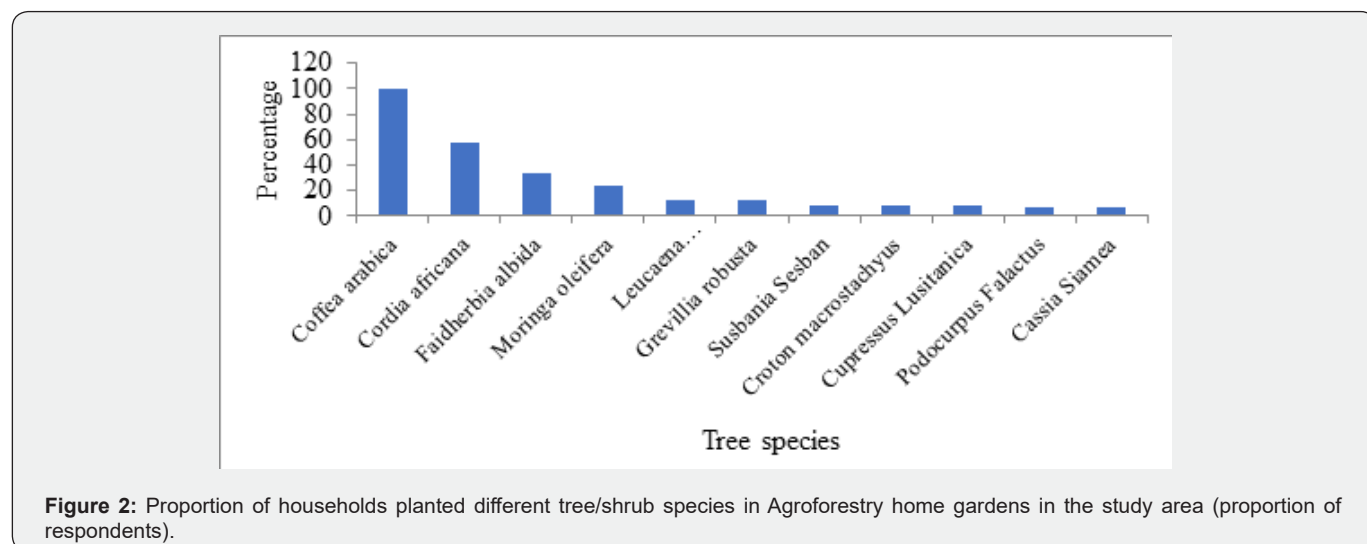 120
100
80
60
40
20
0
Percentage
Coffea arabica
Cordia africana
Faidherbia albida
Moringa oleifera
Leucaena…
Grevillia robusta
Susbania Sesban
Croton macrostachyus
Cupressus Lusitanica
Podocurpus Falactus
Cassia Siamea
Tree species
Figure 2: Proportion of households planted different tree/shrub species in Agroforestry home gardens in the study area (proportion of
respondents).